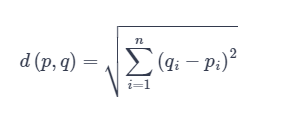 d (p, q) = √(∑_{i=1}^{n} (q_i − p_i)²)